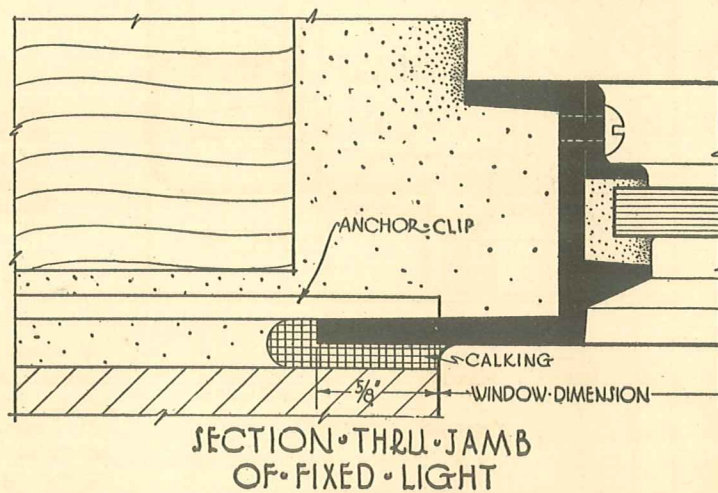 ANCHOR·CLIP
CALKING
5/8"
WINDOW·DIMENSION
SECTION·THRU·JAMB
OF·FIXED·LIGHT